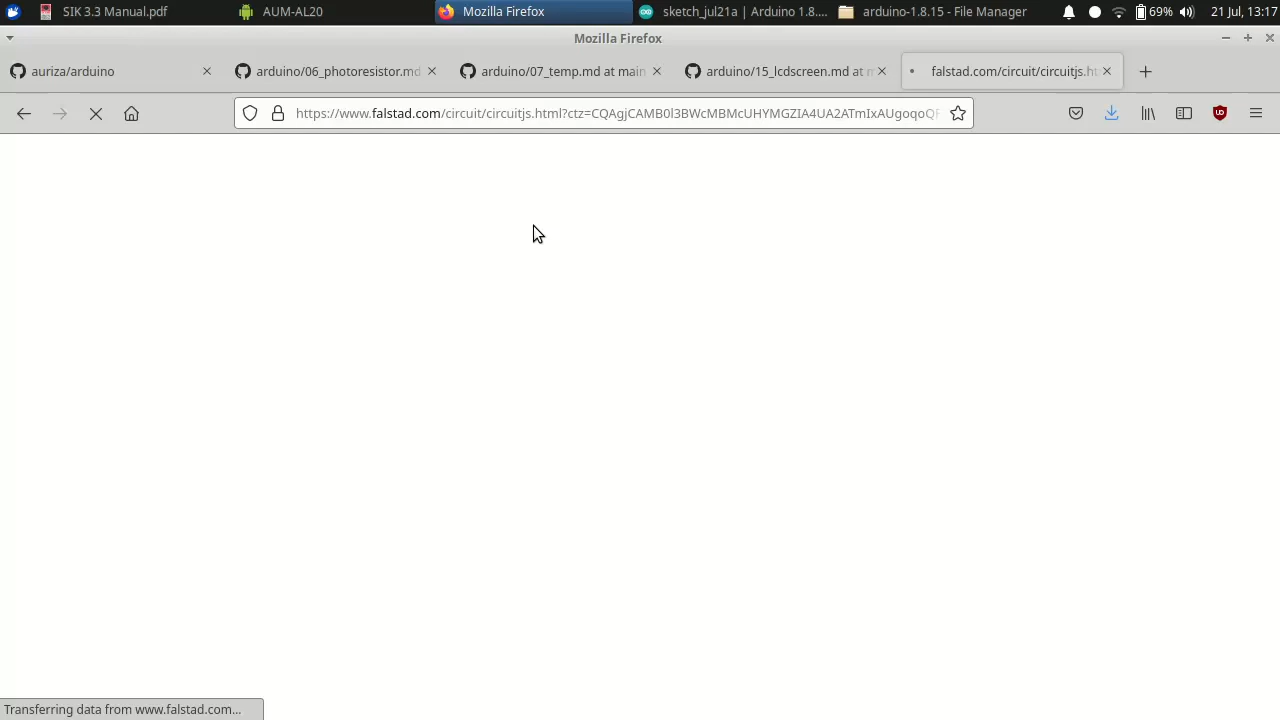 SIK 3.3 Manual.pdf
AUM-AL20
Mozilla Firefox
sketch_jul21a | Arduino 1.8....
arduino-1.8.15 - File Manager
69%
21 Jul, 13:17
Mozilla Firefox
auriza/arduino
arduino/06_photoresistor.md
arduino/07_temp.md at main
arduino/15_lcdscreen.md at m
falstad.com/circuit/circuitjs.ht
https://www.falstad.com/circuit/circuitjs.html?ctz=CQAgjCAMB0l3BWcMBMcUHYMGZIA4UA2ATmIxAUgoqoQ
Transferring data from www.falstad.com...